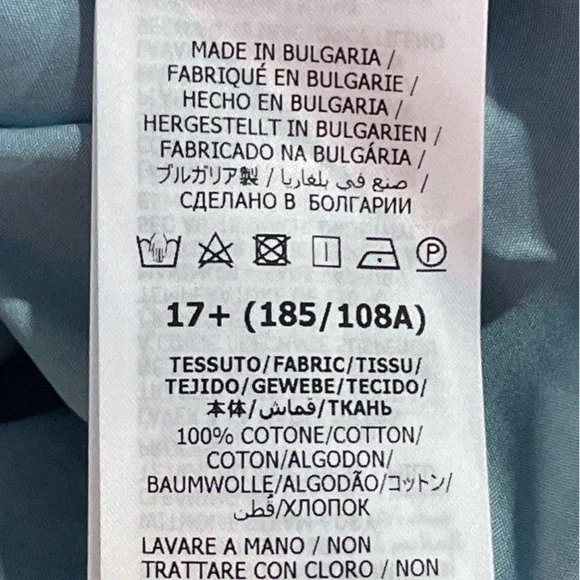 MADE IN BULGARIA /
FABRIQUÉ EN BULGARIE /
HECHO EN BULGARIA /
HERGESTELLT IN BULGARIEN /
FABRICADO NA BULGÁRIA /
ブルガリア製 / صنع في بلغاريا /
СДЕЛАНО В БОЛГАРИИ
P
17+ (185/108A)
TESSUTO/FABRIC/TISSU/
TEJIDO/GEWEBE/TECIDO/
本体/قماش/ТКАНЬ
100% COTONE/COTTON/
COTON/ALGODON/
BAUMWOLLE/ALGODÃO/コットン/
قطن/ХЛОПОК
LAVARE A MANO / NON
TRATTARE CON CLORO / NON